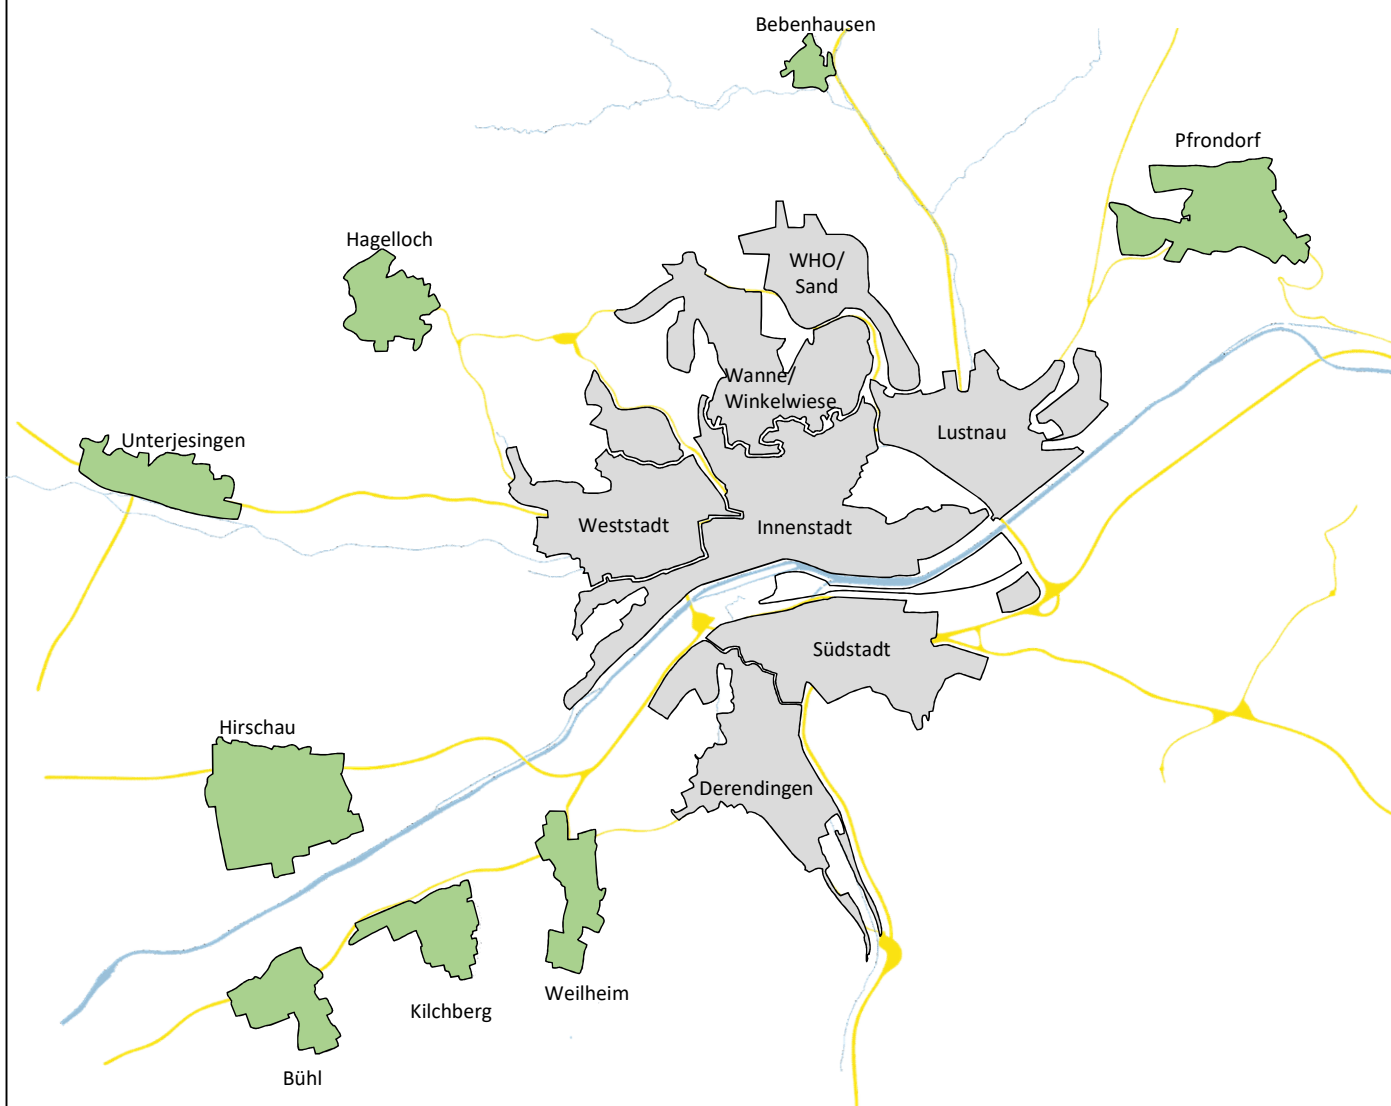 Bebenhausen
Pfrondorf
Hagelloch
WHO/
Sand
Wanne/
Winkelwiese
Unterjesingen
Lustnau
Weststadt
Innenstadt
Südstadt
Hirschau
Derendingen
Weilheim
Kilchberg
Bühl